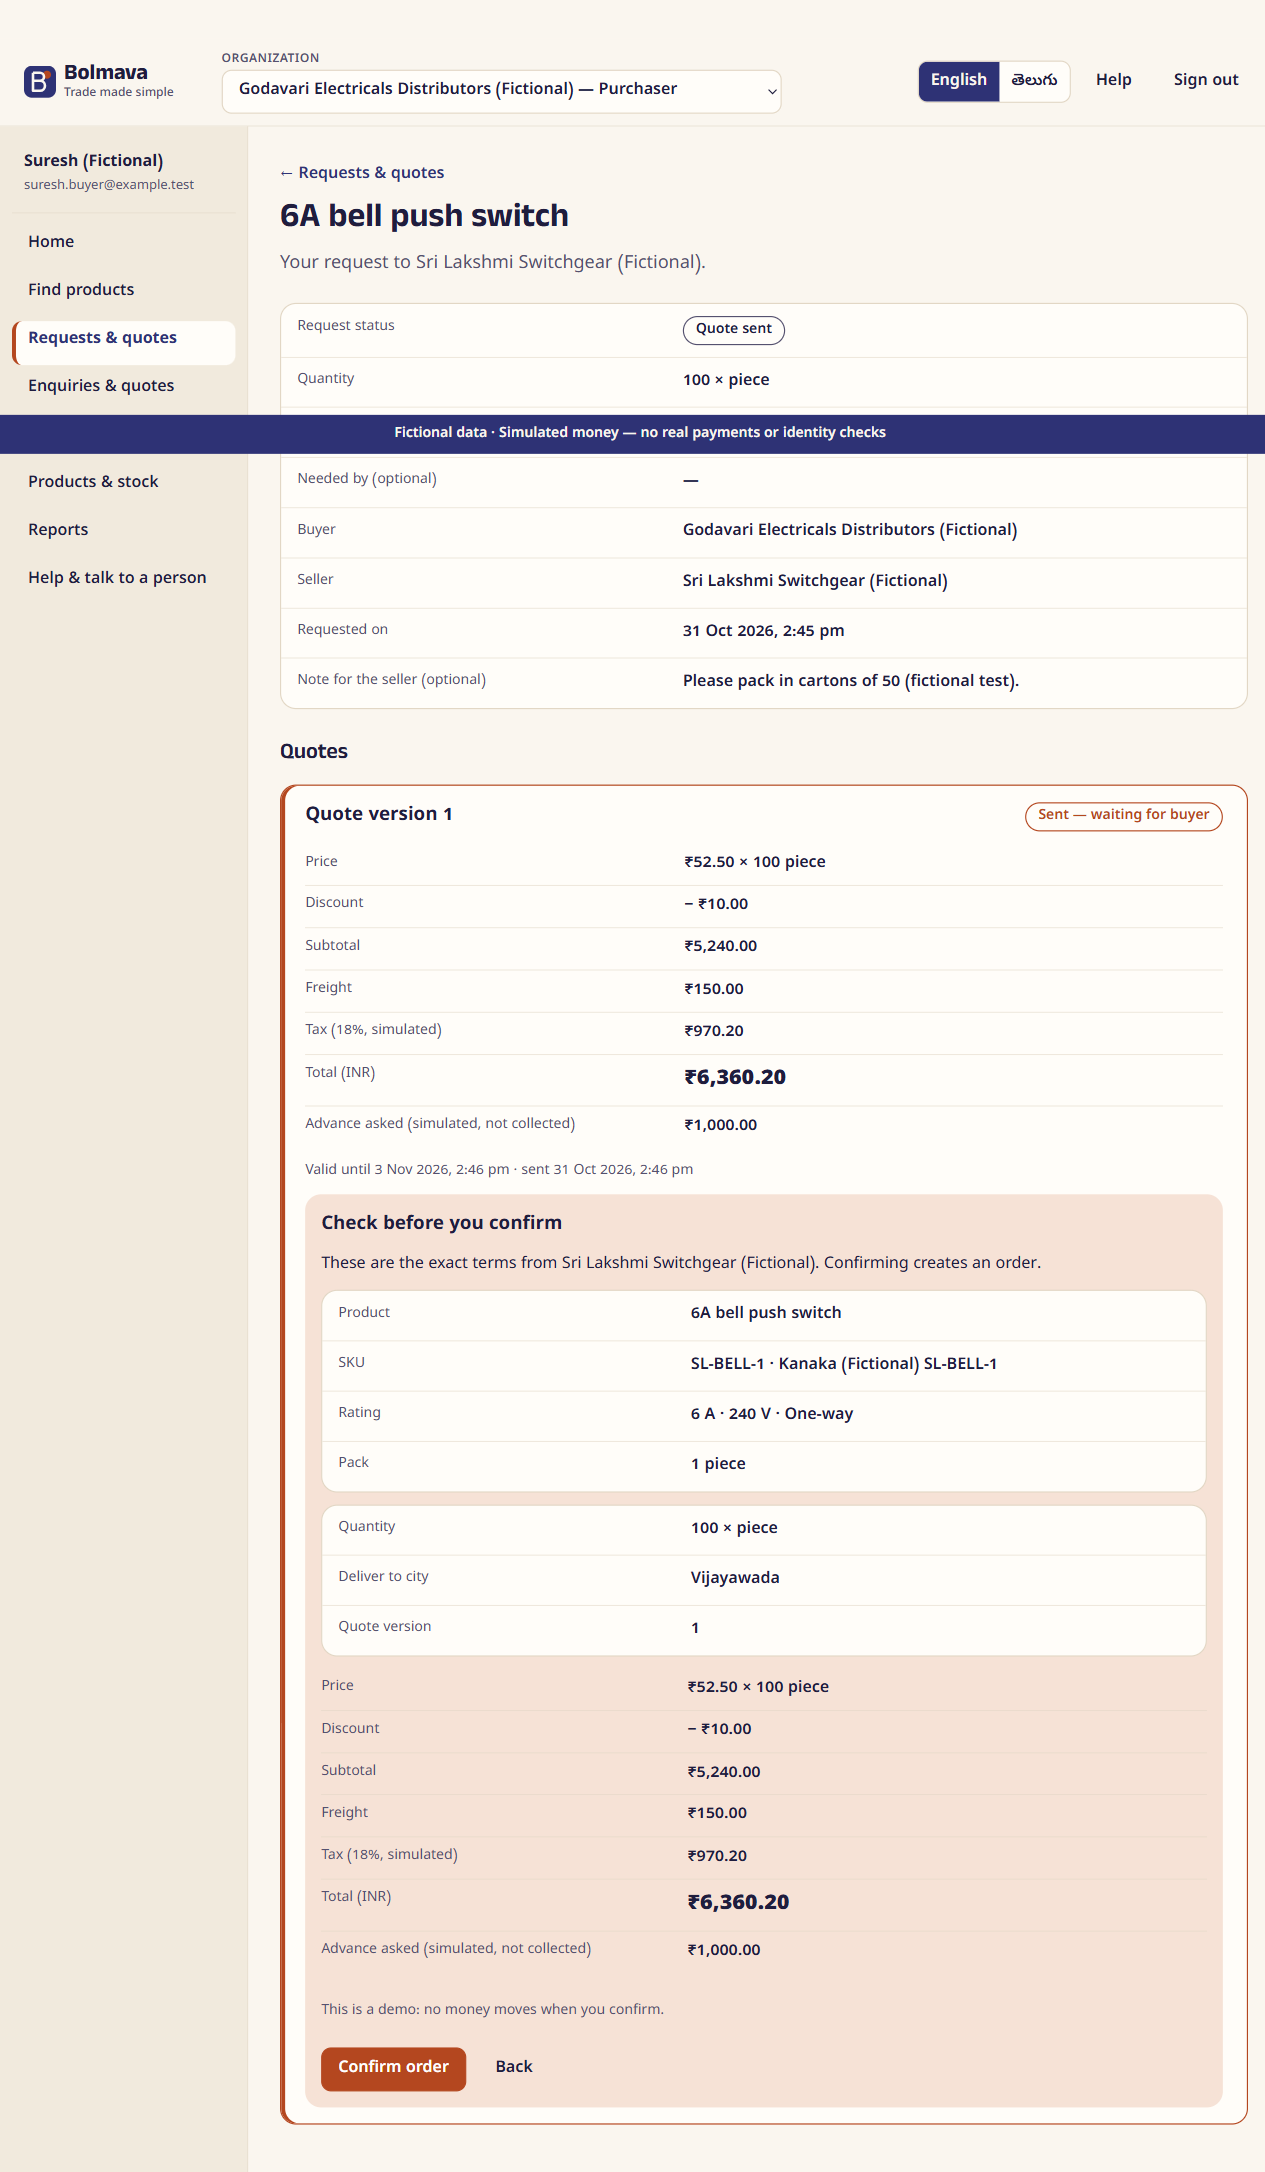 Bolmava
Trade made simple
ORGANIZATION
Godavari Electricals Distributors (Fictional) — Purchaser
English
తెలుగు
Help
Sign out
Suresh (Fictional)
suresh.buyer@example.test
Home
Find products
Requests & quotes
Enquiries & quotes
Products & stock
Reports
Help & talk to a person
← Requests & quotes
6A bell push switch
Your request to Sri Lakshmi Switchgear (Fictional).
Request status Quote sent
Quantity 100 × piece
Fictional data · Simulated money — no real payments or identity checks
Needed by (optional) —
Buyer Godavari Electricals Distributors (Fictional)
Seller Sri Lakshmi Switchgear (Fictional)
Requested on 31 Oct 2026, 2:45 pm
Note for the seller (optional) Please pack in cartons of 50 (fictional test).
Quotes
Quote version 1 Sent — waiting for buyer
Price ₹52.50 × 100 piece
Discount − ₹10.00
Subtotal ₹5,240.00
Freight ₹150.00
Tax (18%, simulated) ₹970.20
Total (INR) ₹6,360.20
Advance asked (simulated, not collected) ₹1,000.00
Valid until 3 Nov 2026, 2:46 pm · sent 31 Oct 2026, 2:46 pm
Check before you confirm
These are the exact terms from Sri Lakshmi Switchgear (Fictional). Confirming creates an order.
Product 6A bell push switch
SKU SL-BELL-1 · Kanaka (Fictional) SL-BELL-1
Rating 6 A · 240 V · One-way
Pack 1 piece
Quantity 100 × piece
Deliver to city Vijayawada
Quote version 1
Price ₹52.50 × 100 piece
Discount − ₹10.00
Subtotal ₹5,240.00
Freight ₹150.00
Tax (18%, simulated) ₹970.20
Total (INR) ₹6,360.20
Advance asked (simulated, not collected) ₹1,000.00
This is a demo: no money moves when you confirm.
Confirm order
Back